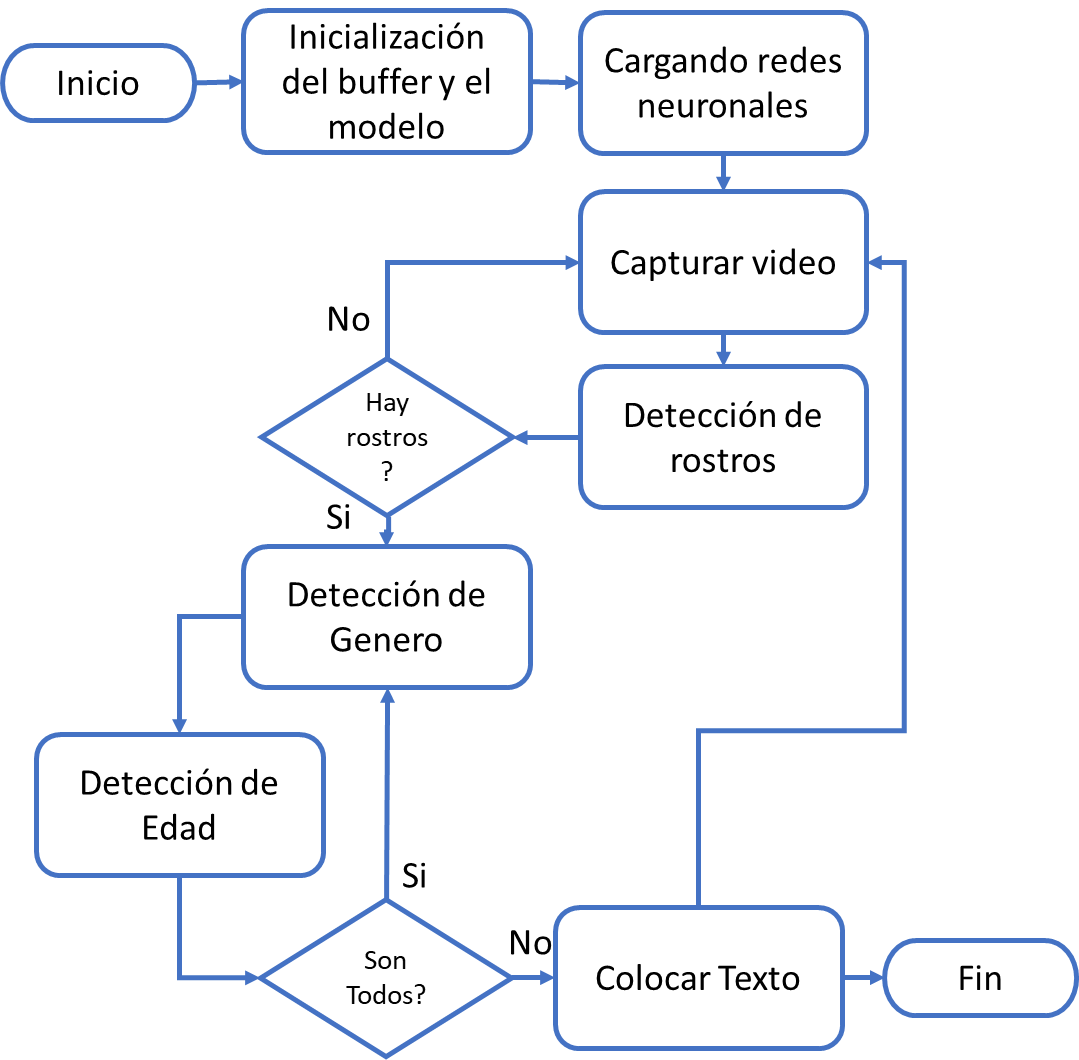 Inicio
Inicialización
del buffer y el
modelo
Cargando redes
neuronales
Capturar video
No
Hay
rostros
?
Detección de
rostros
Si
Detección de
Genero
Detección de
Edad
Si
Son
Todos?
No
Colocar Texto
Fin